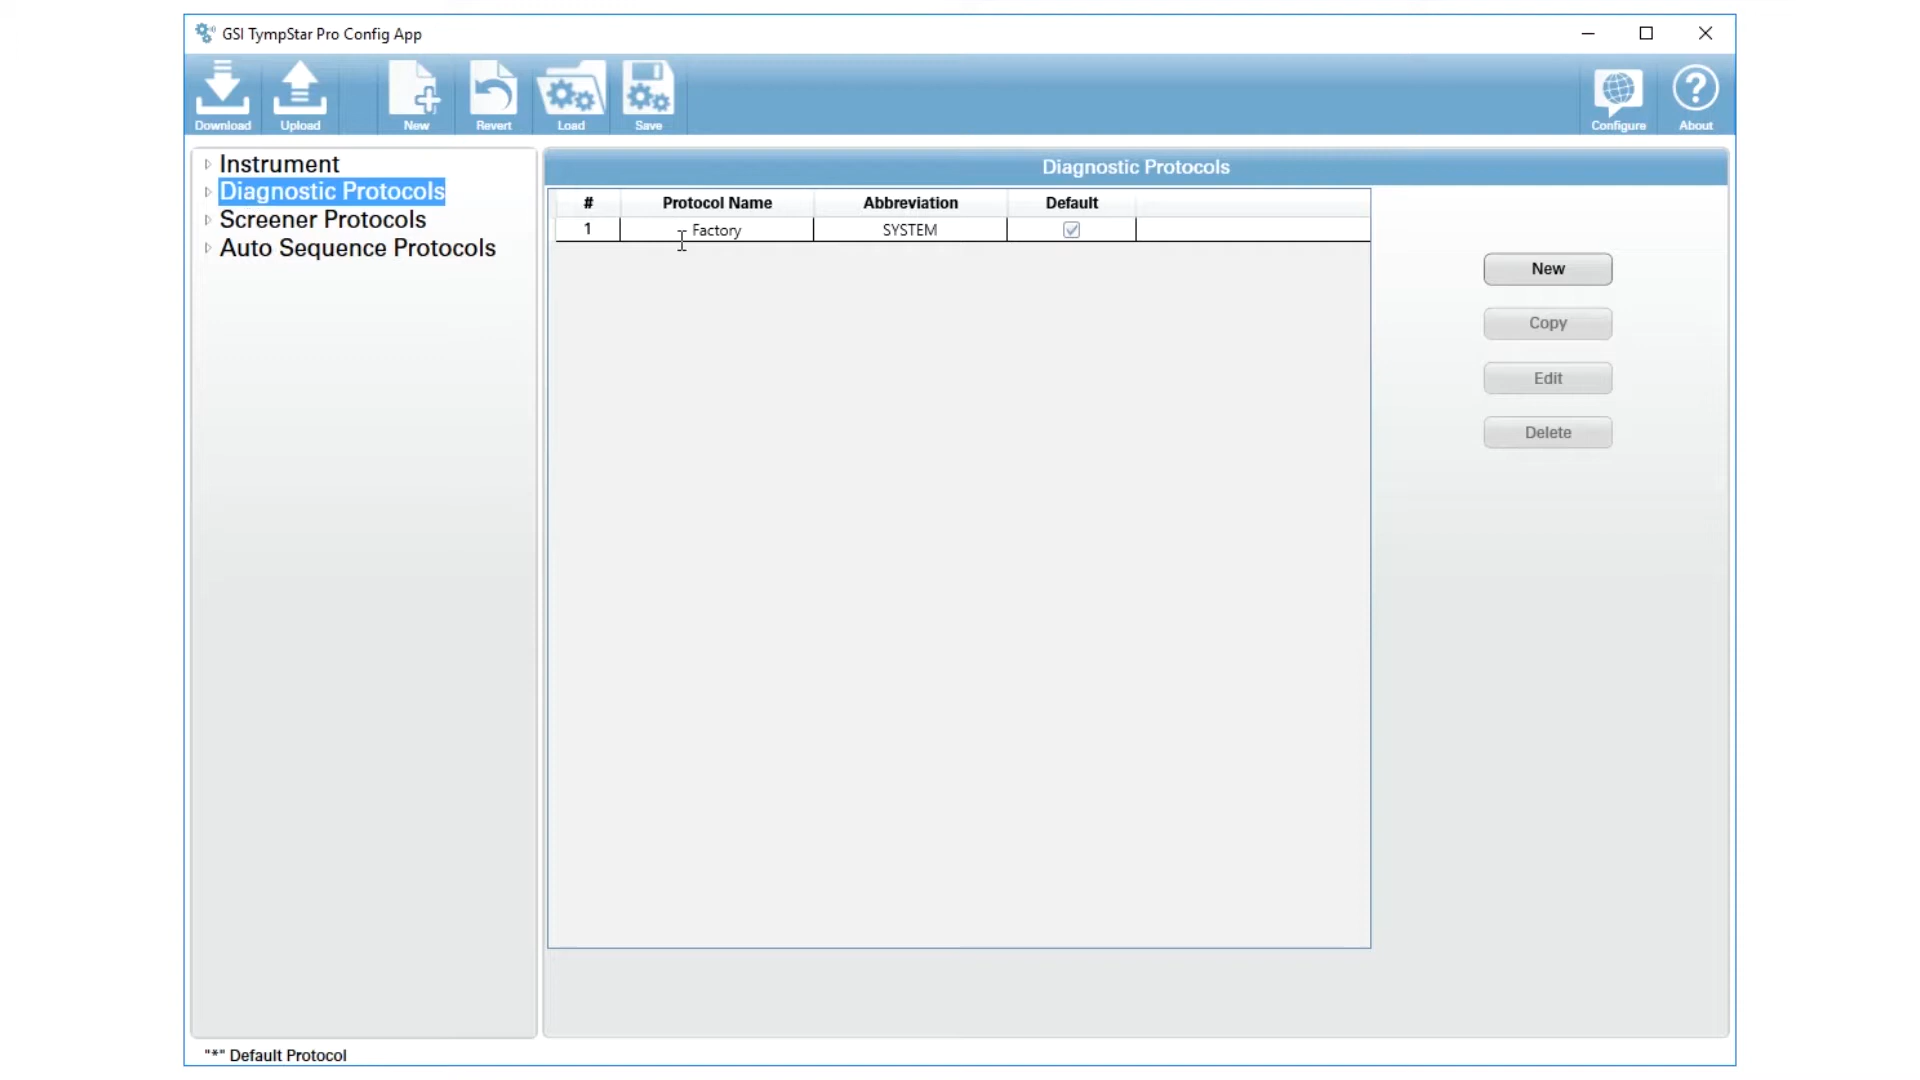 GSI TympStar Pro Config App
Download Upload New Revert Load Save Configure About
Instrument
Diagnostic Protocols
Screener Protocols
Auto Sequence Protocols
Diagnostic Protocols
# Protocol Name Abbreviation Default
1 Factory SYSTEM
New
Copy
Edit
Delete
"*" Default Protocol